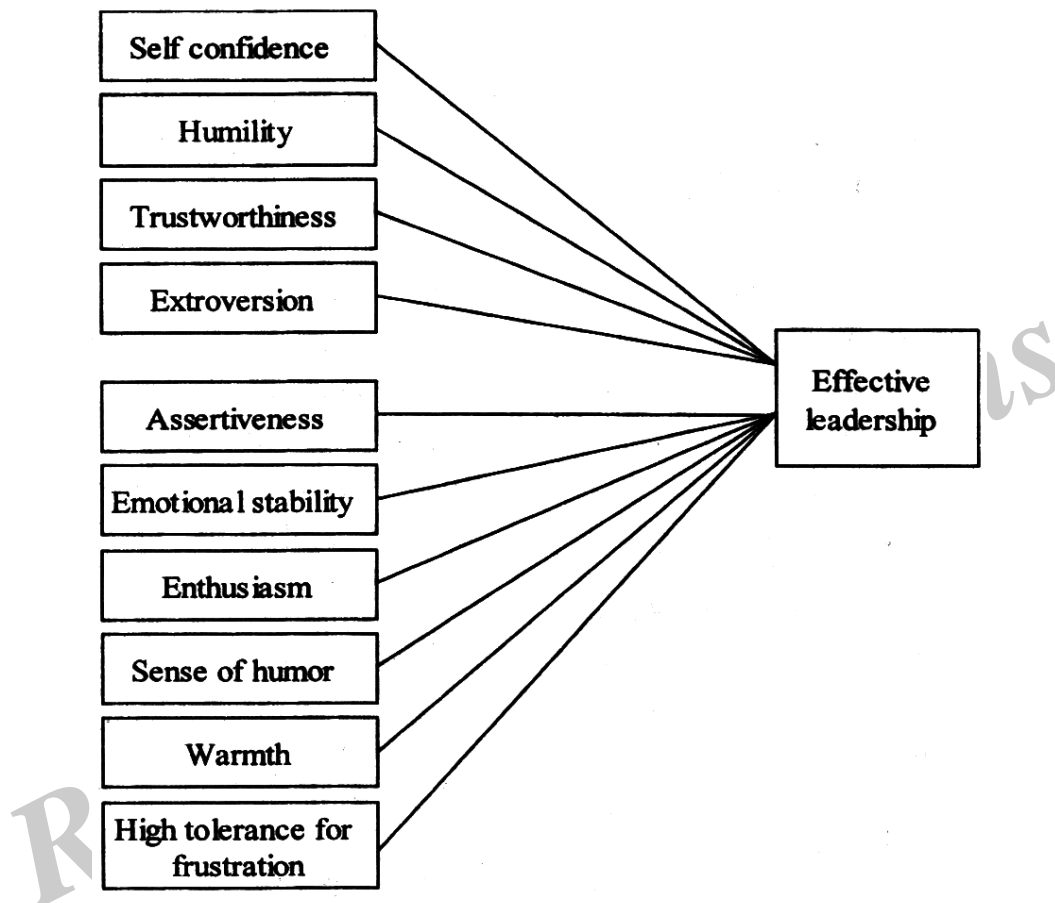 Self confidence
Humility
Trustworthiness
Extroversion
Assertiveness
Emotional stability
Enthusiasm
Sense of humor
Warmth
High tolerance for
frustration
Effective
leadership